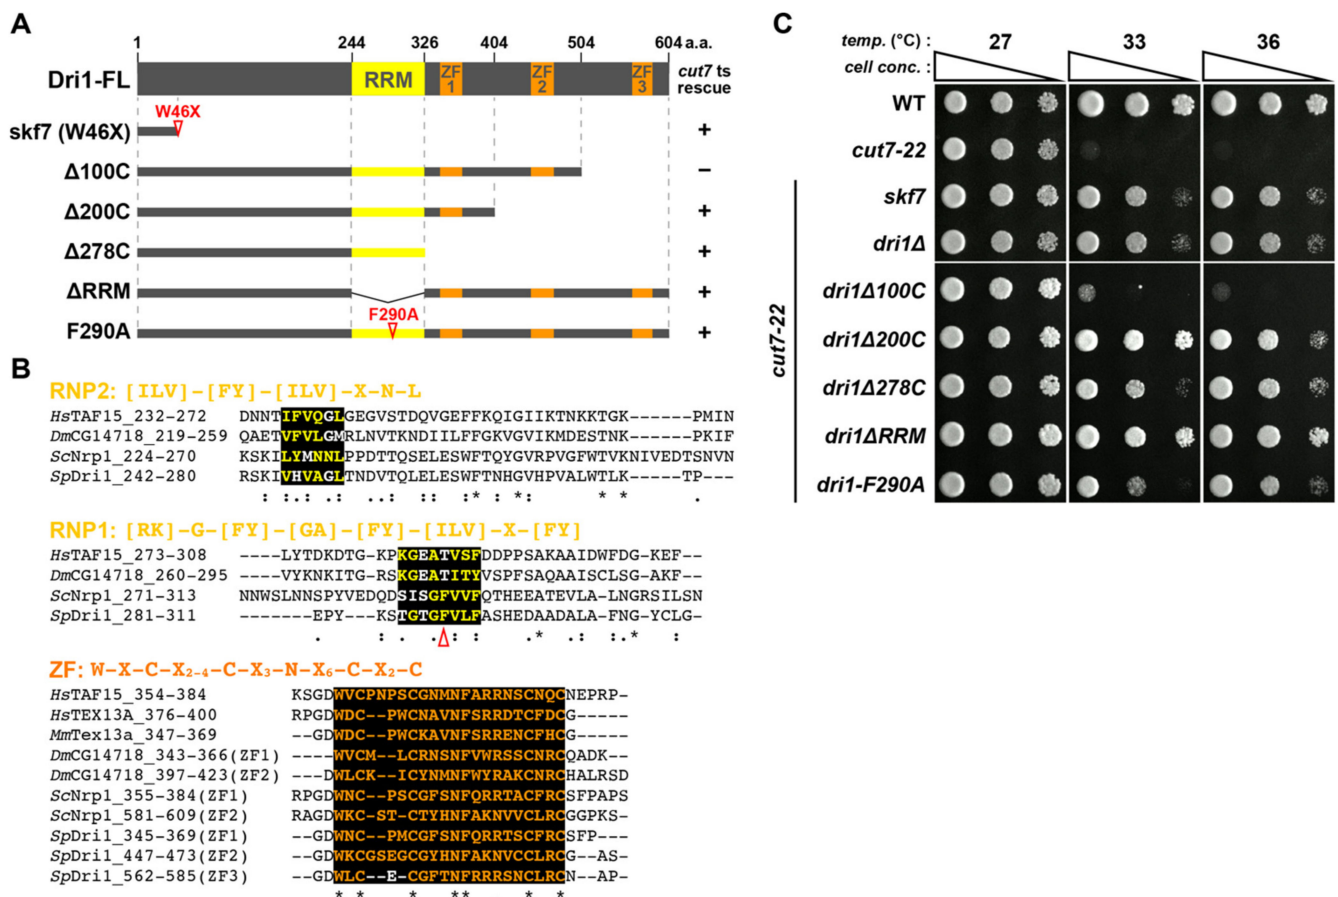 A
1 244 326 404 504 604 a.a.
Dri1-FL RRM ZF 1 ZF 2 ZF 3 cut7 ts rescue
W46X
skf7 (W46X) +
Δ100C −
Δ200C +
Δ278C +
ΔRRM +
F290A
F290A +
B
RNP2: [ILV]-[FY]-[ILV]-X-N-L
HsTAF15_232-272 DNNTIFVQGLGEGVSTDQVGEFFKQIGIIKTNKKTGK------PMIN
DmCG14718_219-259 QAETVFVLGMRLNVTKNDIILFFGKVGVIKMDESTNK------PKIF
ScNrp1_224-270 KSKILYMNNLPPDTTQSELESWFTQYGVRPVGFWTVKNIVEDTSNVN
SpDri1_242-280 RSKIVHVAGLTNDVTQLELESWFTNHGVHPVALWTLK------TP--
RNP1: [RK]-G-[FY]-[GA]-[FY]-[ILV]-X-[FY]
HsTAF15_273-308 ----LYTDKDTG-KPKGEATVSFDDPPSAKAAIDWFDG-KEF--
DmCG14718_260-295 ----VYKNKITG-RSKGEATITYVSPFSAQAAISCLSG-AKF--
ScNrp1_271-313 NNWSLNNSPYVEDQDSISGFVVFQTHEEATEVLA-LNGRSILSN
SpDri1_281-311 -------EPY---KSTGTGFVLFASHEDAADALA-FNG-YCLG-
ZF: W-X-C-X2-4-C-X3-N-X6-C-X2-C
HsTAF15_354-384 KSGDWVCPNPSCGNMNFARRNSCNQCNEPRP-
HsTEX13A_376-400 RPGDWDC--PWCNAVNFSRRDTCFDCG-----
MmTex13a_347-369 --GDWDC--PWCKAVNFSRRENCFHCG-----
DmCG14718_343-366(ZF1) ----WVCM--LCRNSNFVWRSSCNRCQADK--
DmCG14718_397-423(ZF2) ---DWLCK--ICYNMNFWYRAKCNRCHALRSD
ScNrp1_355-384(ZF1) RPGDWNC--PSCGFSNFQRRTACFRCSFPAPS
ScNrp1_581-609(ZF2) RAGDWKC-ST-CTYHNFAKNVVCLRCGGPKS-
SpDri1_345-369(ZF1) --GDWNC--PMCGFSNFQRRTSCFRCSFP---
SpDri1_447-473(ZF2) --GDWKCGSEGCGYHNFAKNVCCLRCG--AS-
SpDri1_562-585(ZF3) --GDWLC--E-CGFTNFRRRSNCLRCN--AP-
* * * ** * *
C
temp. (°C) : 27 33 36
cell conc. :
WT
cut7-22
skf7
dri1Δ
dri1Δ100C
dri1Δ200C
dri1Δ278C
dri1ΔRRM
dri1-F290A
cut7-22